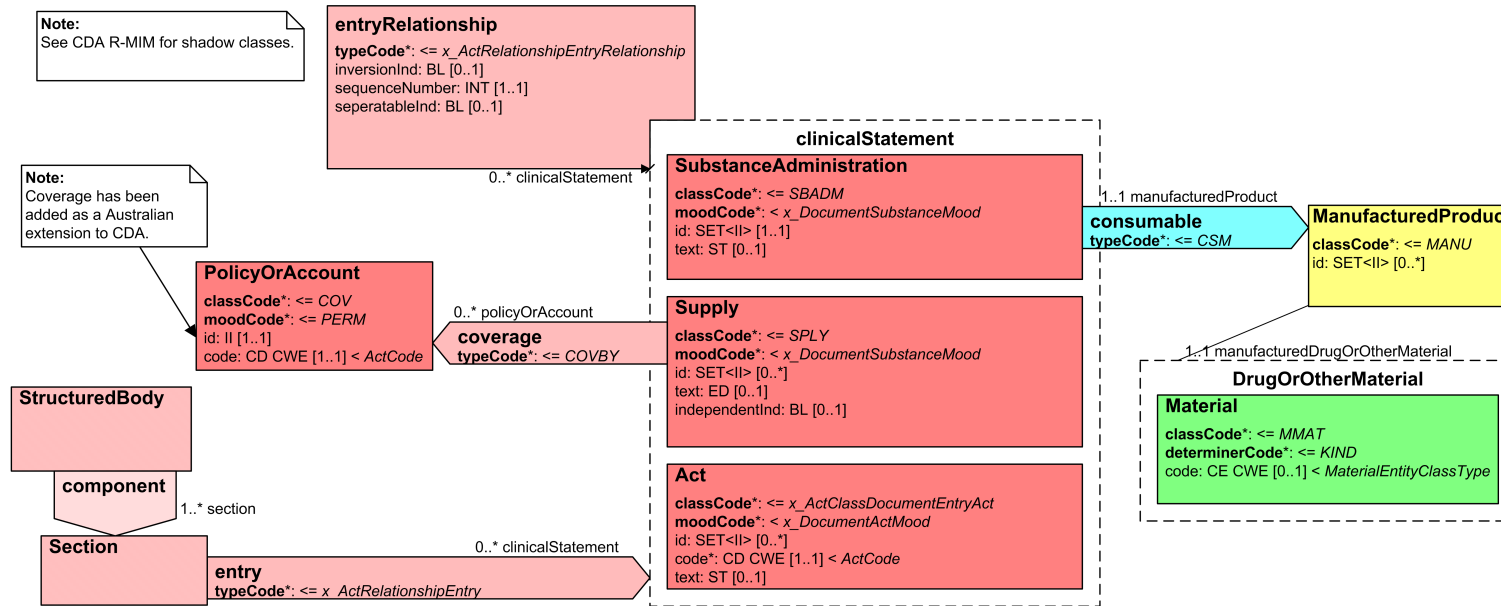 Note:
See CDA R-MIM for shadow classes.
entryRelationship
typeCode*: <= x_ActRelationshipEntryRelationship
inversionInd: BL [0..1]
sequenceNumber: INT [1..1]
seperatableInd: BL [0..1]
0..* clinicalStatement
clinicalStatement
SubstanceAdministration
classCode*: <= SBADM
moodCode*: < x_DocumentSubstanceMood
id: SET<II> [1..1]
text: ST [0..1]
1..1 manufacturedProduct
consumable
typeCode*: <= CSM
ManufacturedProduc
classCode*: <= MANU
id: SET<II> [0..*]
Note:
Coverage has been
added as a Australian
extension to CDA.
PolicyOrAccount
classCode*: <= COV
moodCode*: <= PERM
id: II [1..1]
code: CD CWE [1..1] < ActCode
0..* policyOrAccount
coverage
typeCode*: <= COVBY
Supply
classCode*: <= SPLY
moodCode*: < x_DocumentSubstanceMood
id: SET<II> [0..*]
text: ED [0..1]
independentInd: BL [0..1]
1..1 manufacturedDrugOrOtherMaterial
DrugOrOtherMaterial
Material
classCode*: <= MMAT
determinerCode*: <= KIND
code: CE CWE [0..1] < MaterialEntityClassType
StructuredBody
component
1..* section
Section
0..* clinicalStatement
entry
typeCode*: <= x_ActRelationshipEntry
Act
classCode*: <= x_ActClassDocumentEntryAct
moodCode*: < x_DocumentActMood
id: SET<II> [0..*]
code*: CD CWE [1..1] < ActCode
text: ST [0..1]